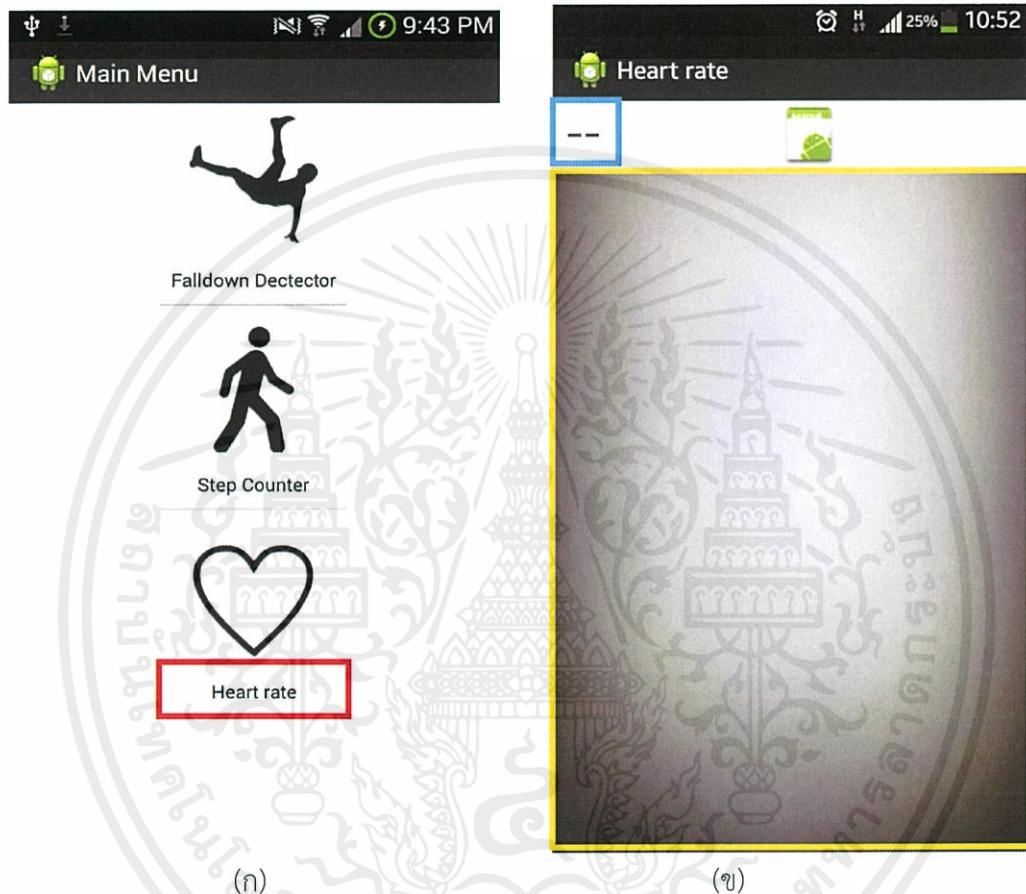 9:43 PM
Main Menu
Falldown Dectector
Step Counter
Heart rate
(ก)
H
25%
10:52
Heart rate
--
(ข)